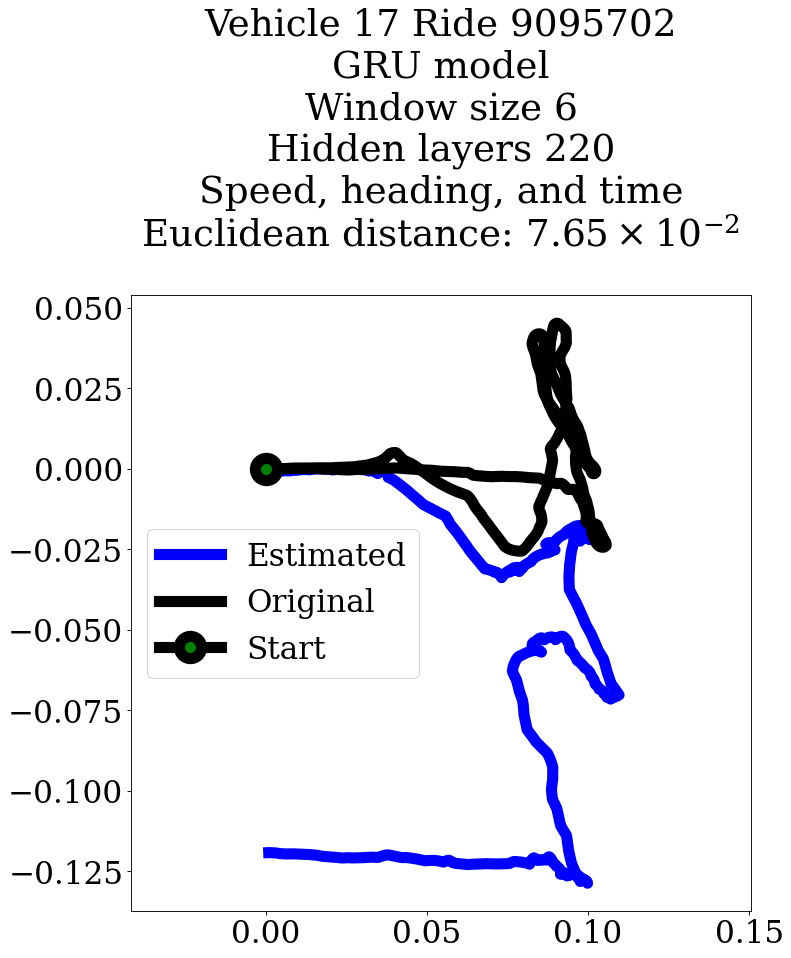 Vehicle 17 Ride 9095702
GRU model
Window size 6
Hidden layers 220
Speed, heading, and time
Euclidean distance: 7.65 × 10⁻²
0.050
0.025
0.000
−0.025
−0.050
−0.075
−0.100
−0.125
Estimated
Original
Start
0.00 0.05 0.10 0.15